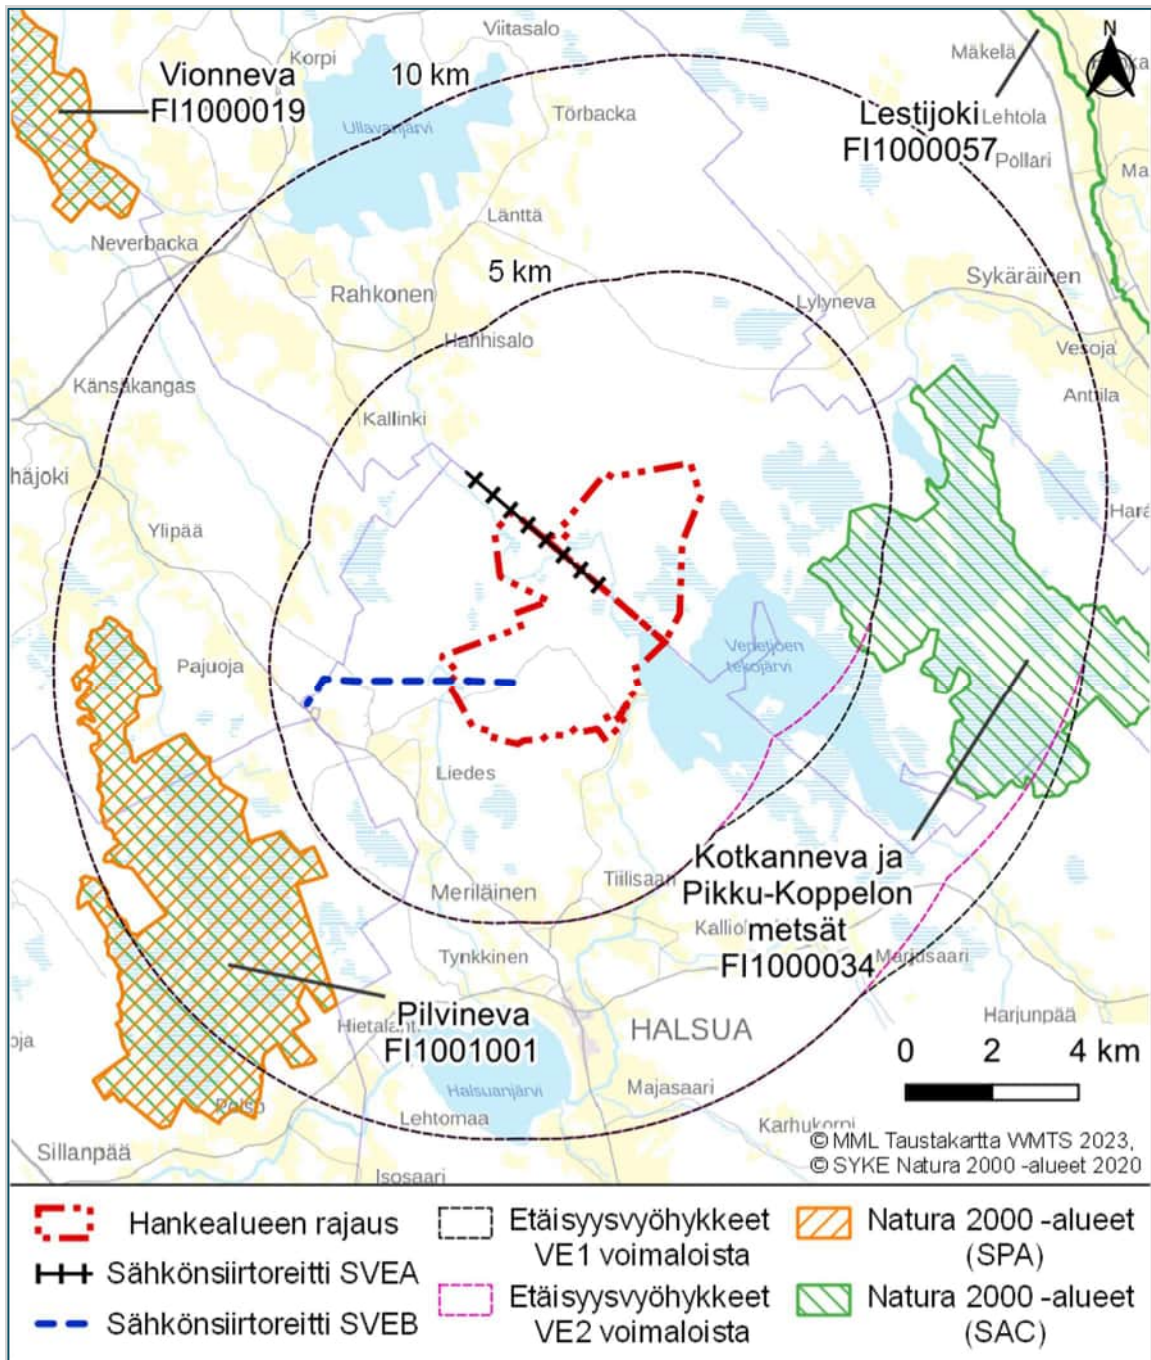 Viitasalo
Korpi
Mäkelä
N
Vionneva
FI1000019
10 km
Törbacka
Ullavanjärvi
Lestijoki
FI1000057
Lehtola
Pollari
Ma
Länttä
Neverbacka
5 km
Rahkonen
Sykäräinen
Lylyneva
Hanhisalo
Vesoja
Känsäkangas
Anttila
Kallinki
häjoki
Ylipää
Hara
Pajuoja
Venetjoen
tekojärvi
Liedes
Meriläinen
Tiilisaari
Kotkanneva ja
Pikku-Koppelon
metsät
FI1000034
Marjusaari
Tynkkinen
Pilvineva
FI1001001
HALSUA
Harjunpää
oja
0 2 4 km
Halsuanjärvi
Majasaari
Polso
Lehtomaa
Karhukorpi
Sillanpää
Isosaari
© MML Taustakartta WMTS 2023,
© SYKE Natura 2000 -alueet 2020
Hankealueen rajaus
Sähkönsiirtoreitti SVEA
Sähkönsiirtoreitti SVEB
Etäisyysvyöhykkeet
VE1 voimaloista
Etäisyysvyöhykkeet
VE2 voimaloista
Natura 2000 -alueet
(SPA)
Natura 2000 -alueet
(SAC)